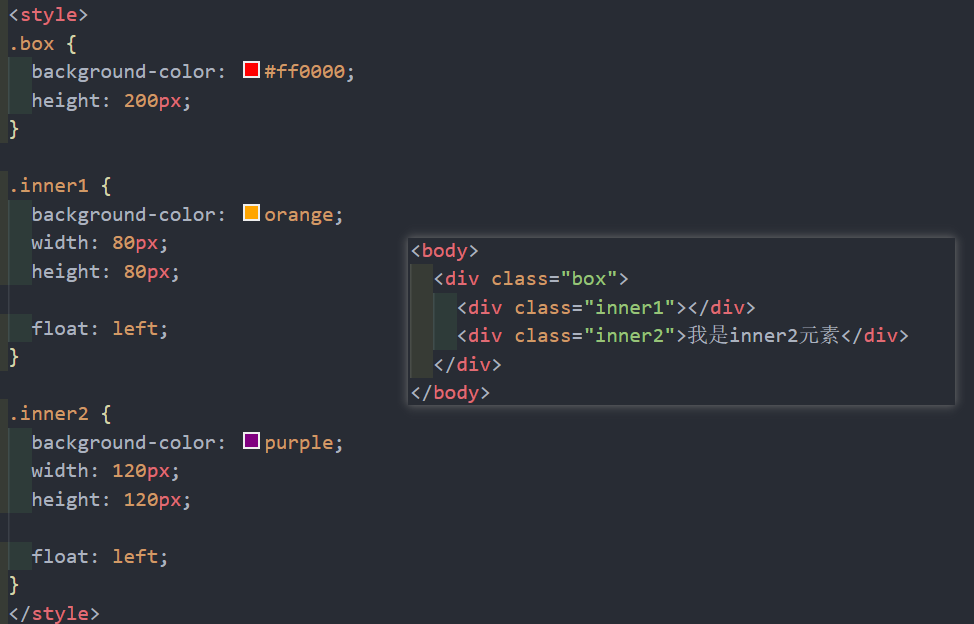 <style>
.box {
background-color: #ff0000;
height: 200px;
}
.inner1 {
background-color: orange;
width: 80px;
height: 80px;
float: left;
}
.inner2 {
background-color: purple;
width: 120px;
height: 120px;
float: left;
}
</style>
<body>
<div class="box">
<div class="inner1"></div>
<div class="inner2">我是inner2元素</div>
</div>
</body>